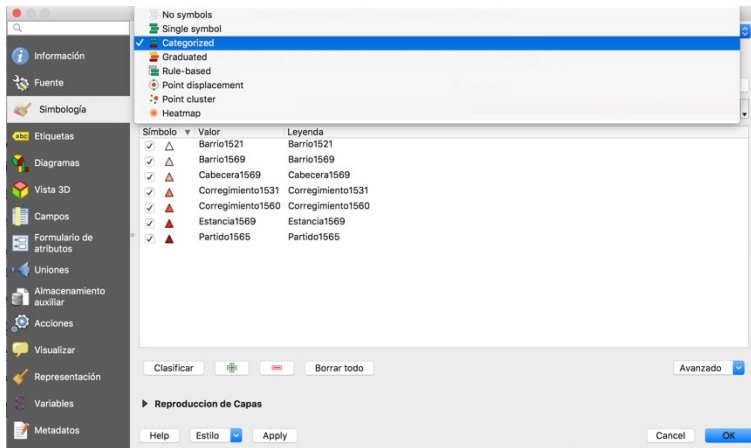 No symbols
Single symbol
Categorized
Graduated
Rule-based
Point displacement
Point cluster
Heatmap
Información
Fuente
Simbología
abc Etiquetas
Diagramas
Vista 3D
Campos
Formulario de
atributos
Uniones
Almacenamiento
auxiliar
Acciones
Visualizar
Representación
Variables
Metadatos
Símbolo Valor Leyenda
Barrio1521 Barrio1521
Barrio1569 Barrio1569
Cabecera1569 Cabecera1569
Corregimiento1531 Corregimiento1531
Corregimiento1560 Corregimiento1560
Estancia1569 Estancia1569
Partido1565 Partido1565
Clasificar Borrar todo Avanzado
Reproduccion de Capas
Help Estilo Apply Cancel OK